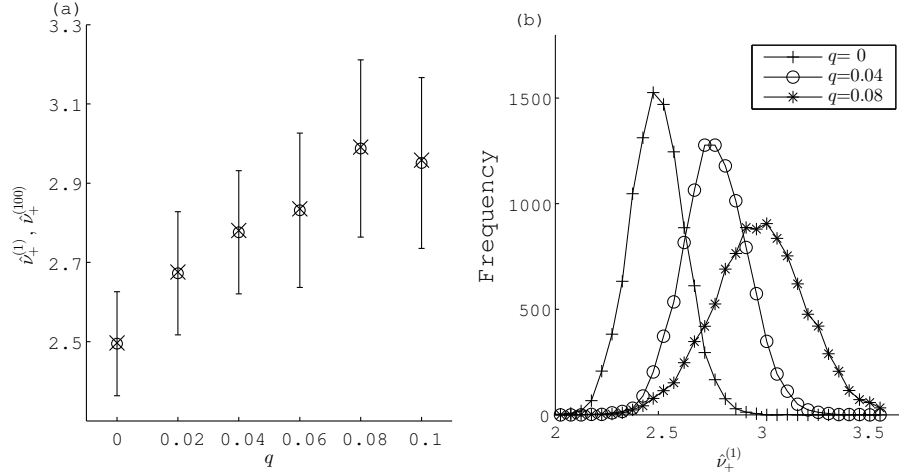 (a)
3.3
3.1
2.9
2.7
2.5
0 0.02 0.04 0.06 0.08 0.1
q
ν̂₊⁽¹⁾, ν̂₊⁽¹⁰⁰⁾
(b)
q= 0
q=0.04
q=0.08
1500
1000
500
0
2 2.5 3 3.5
Frequency
ν̂₊⁽¹⁾